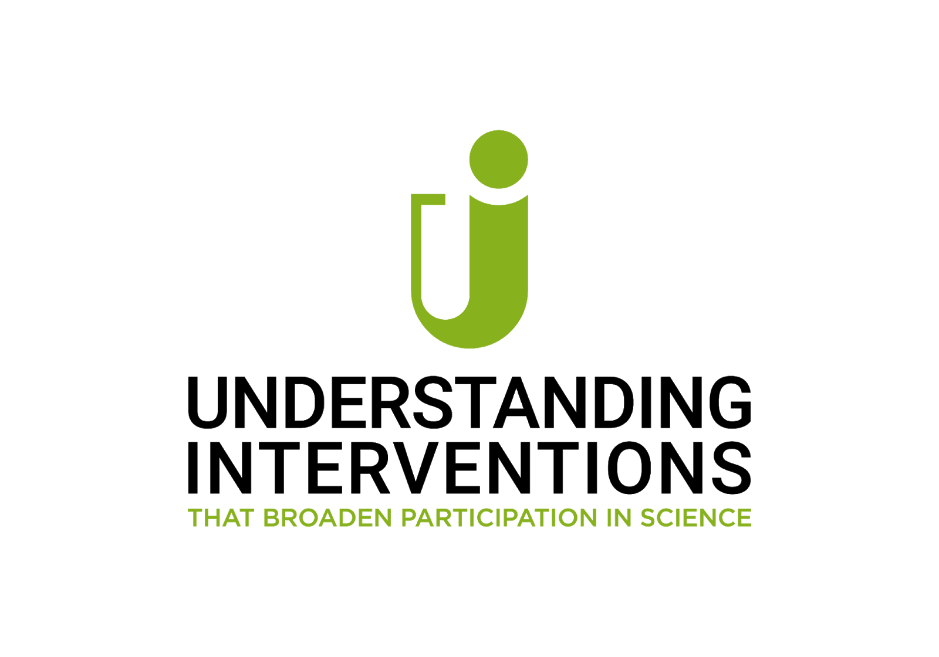 UNDERSTANDING
INTERVENTIONS
THAT BROADEN PARTICIPATION IN SCIENCE